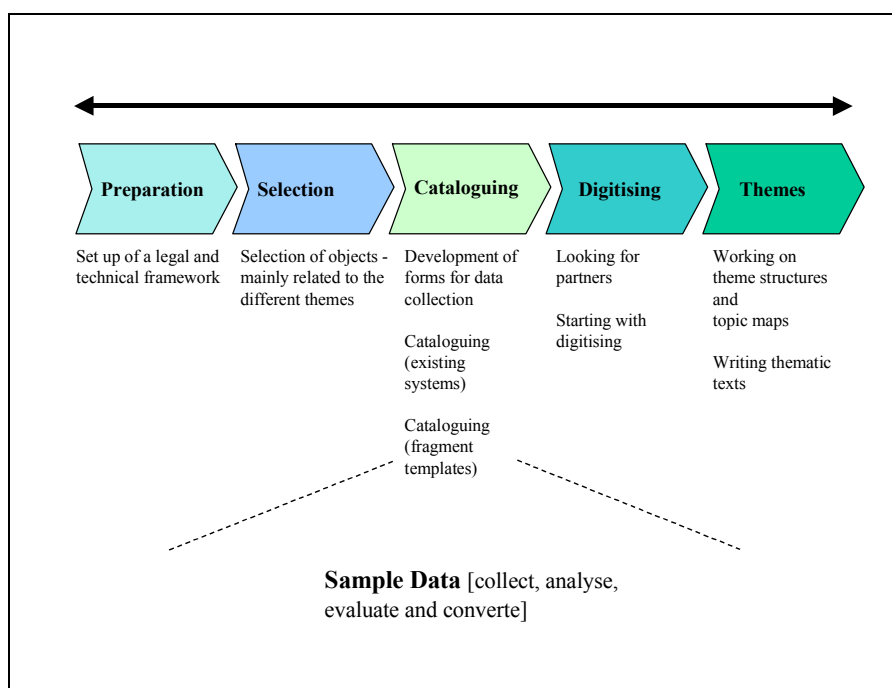 Preparation
Selection
Cataloguing
Digitising
Themes
Set up of a legal and
technical framework
Selection of objects -
mainly related to the
different themes
Development of
forms for data
collection
Cataloguing
(existing
systems)
Cataloguing
(fragment
templates)
Looking for
partners
Starting with
digitising
Working on
theme structures
and
topic maps
Writing thematic
texts
Sample Data [collect, analyse,
evaluate and converte]